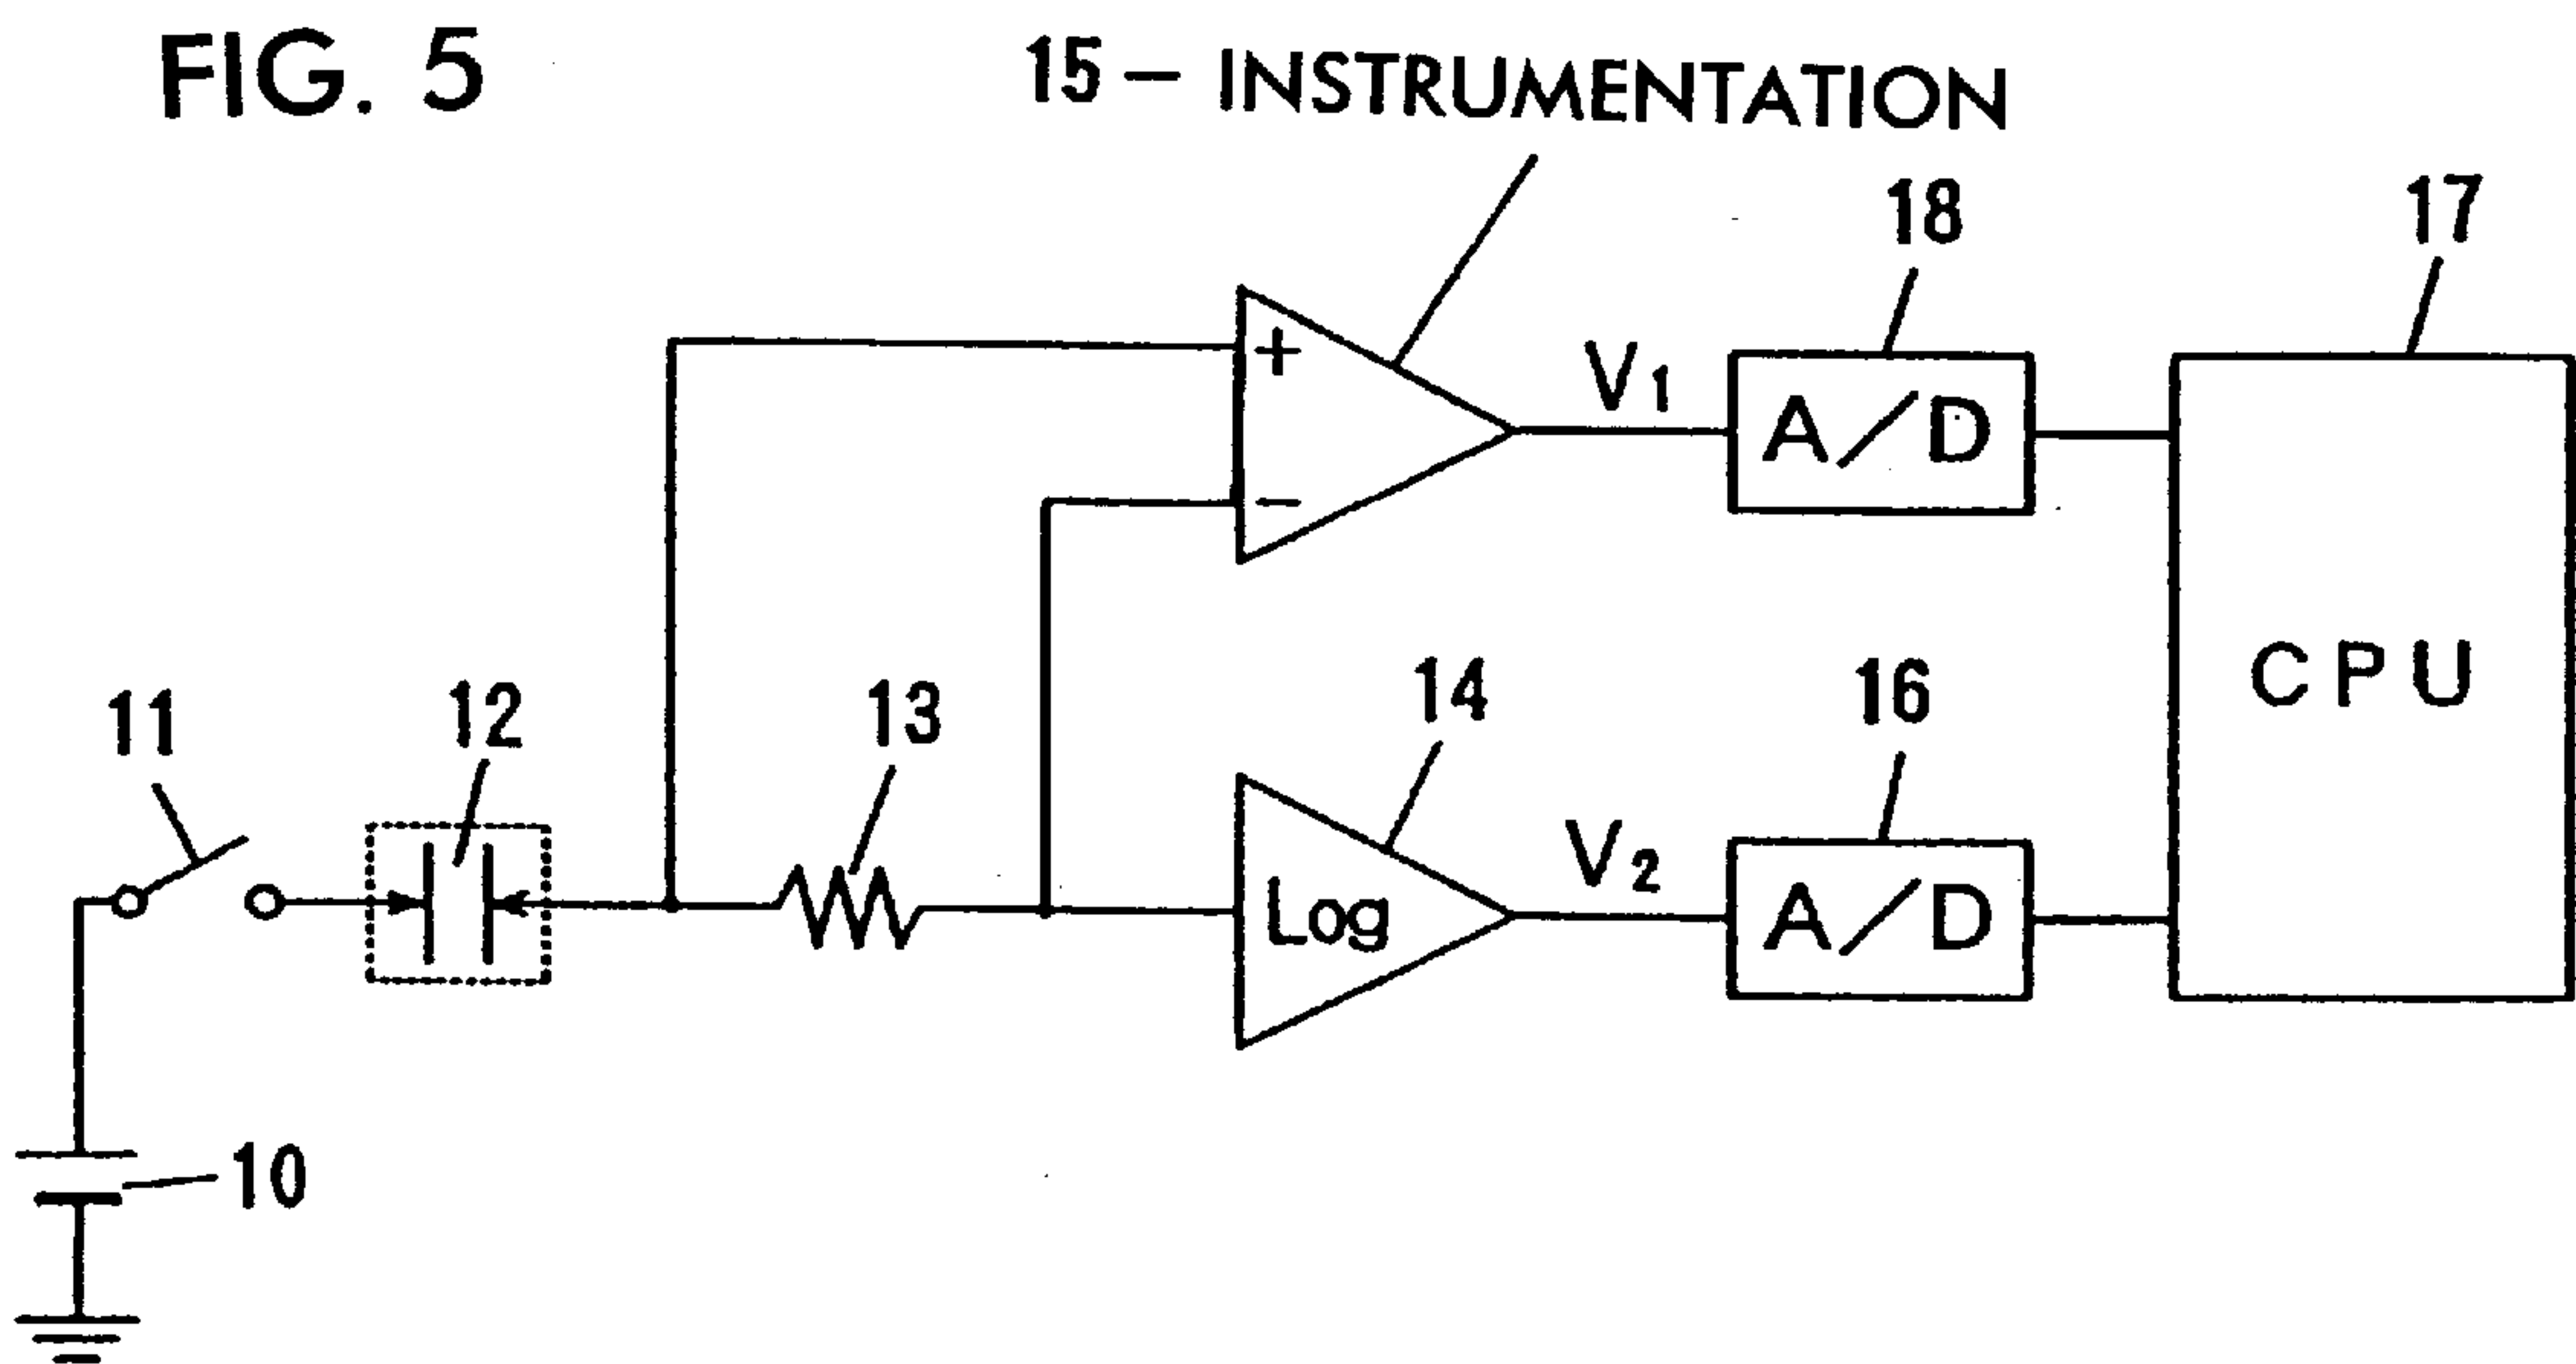 FIG. 5
15 - INSTRUMENTATION
18
17
+
V1
A/D
-
CPU
11
12
13
14
16
Log
V2
A/D
10